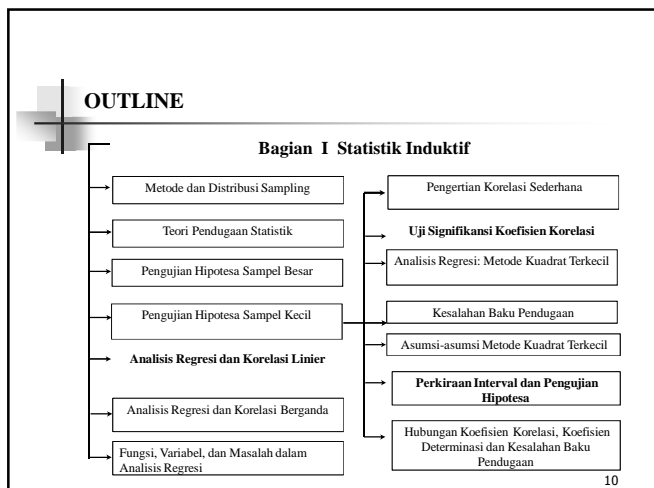 OUTLINE
Bagian I Statistik Induktif
Metode dan Distribusi Sampling
Teori Pendugaan Statistik
Pengujian Hipotesa Sampel Besar
Pengujian Hipotesa Sampel Kecil
Analisis Regresi dan Korelasi Linier
Analisis Regresi dan Korelasi Berganda
Fungsi, Variabel, dan Masalah dalam
Analisis Regresi
Pengertian Korelasi Sederhana
Uji Signifikansi Koefisien Korelasi
Analisis Regresi: Metode Kuadrat Terkecil
Kesalahan Baku Pendugaan
Asumsi-asumsi Metode Kuadrat Terkecil
Perkiraan Interval dan Pengujian
Hipotesa
Hubungan Koefisien Korelasi, Koefisien
Determinasi dan Kesalahan Baku
Pendugaan
10